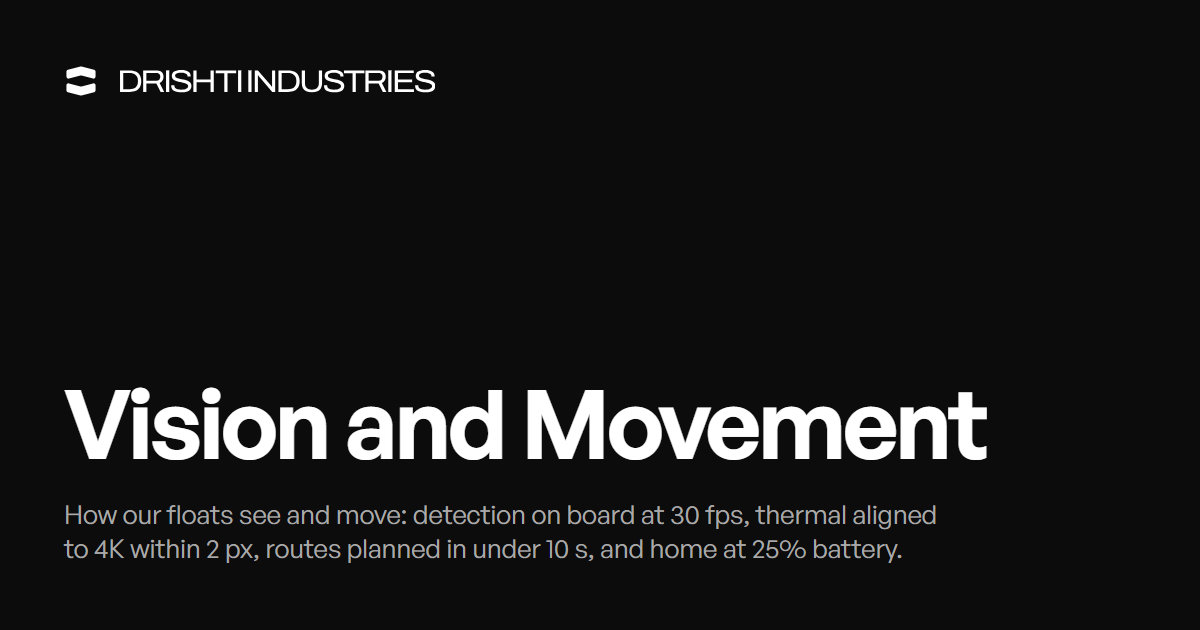 DRISHTI INDUSTRIES
Vision and Movement
How our floats see and move: detection on board at 30 fps, thermal aligned
to 4K within 2 px, routes planned in under 10 s, and home at 25% battery.